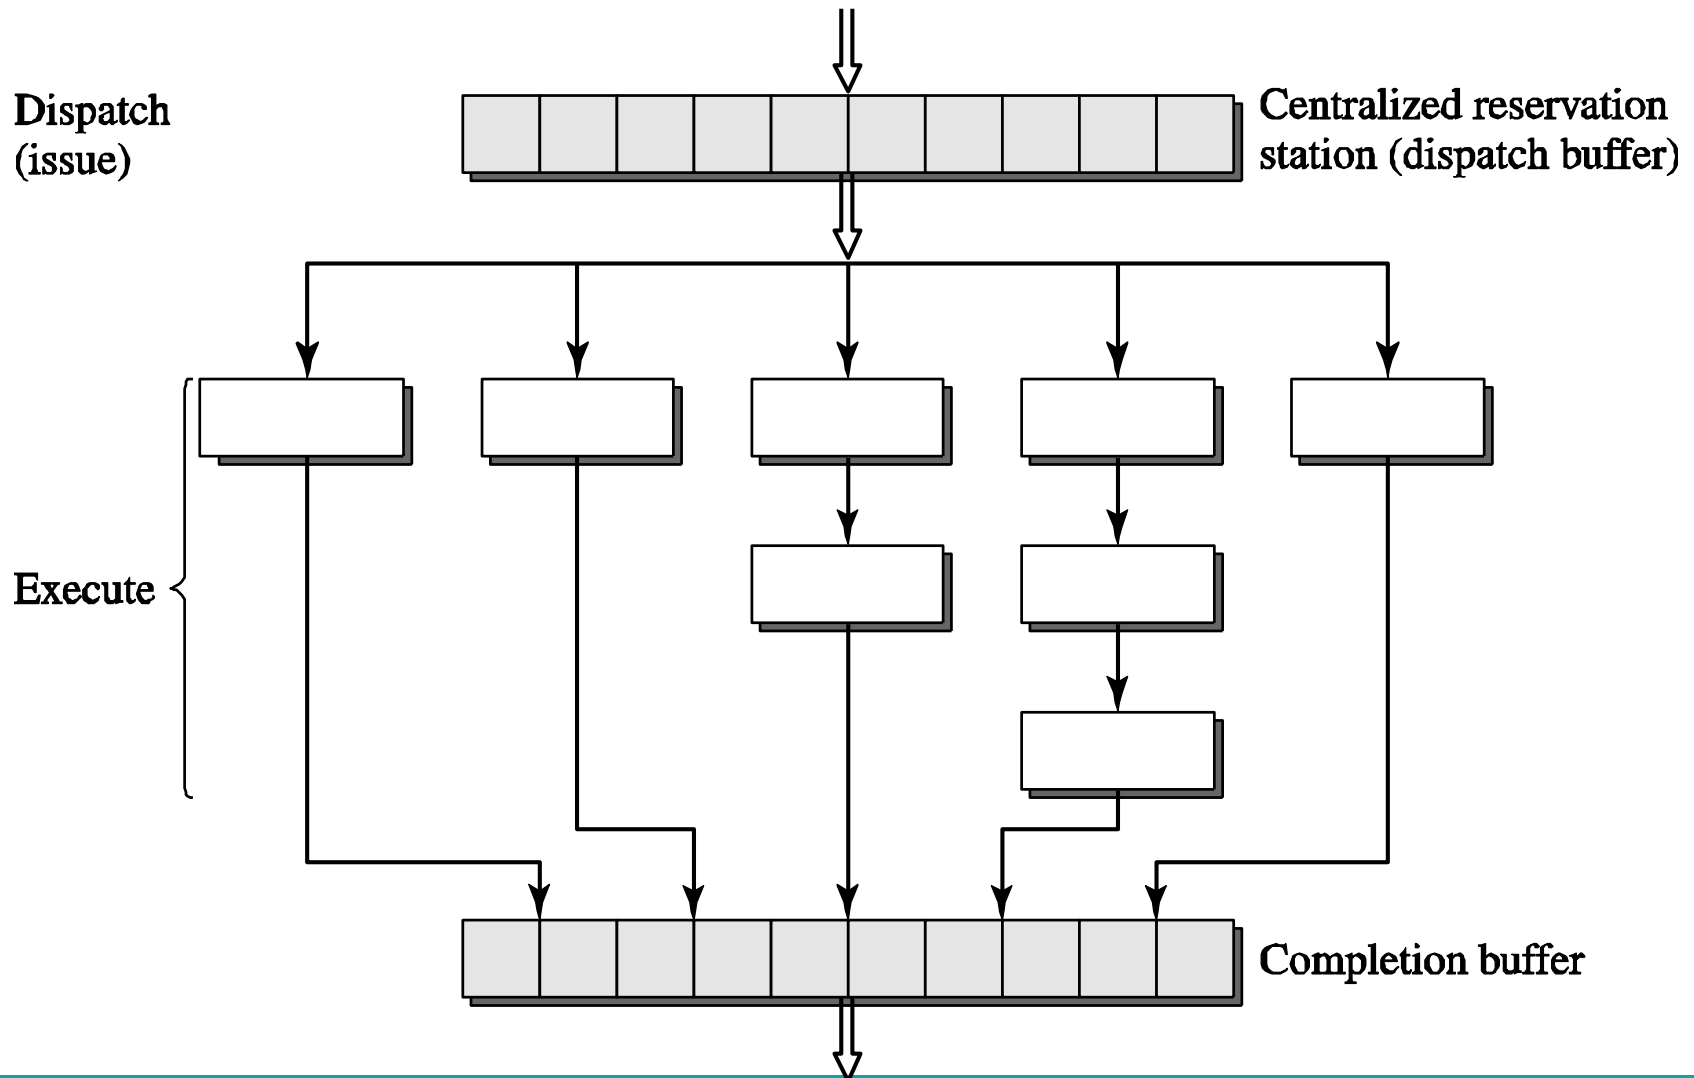 Dispatch
(issue)
Centralized reservation
station (dispatch buffer)
Execute
Completion buffer